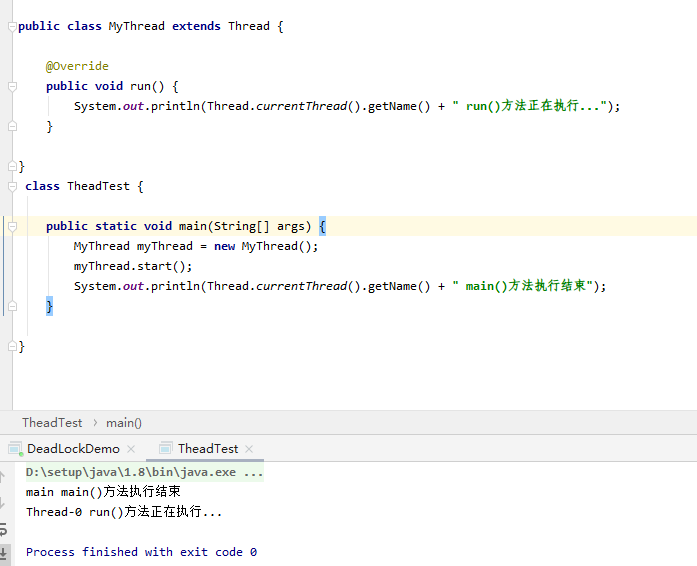 public class MyThread extends Thread {
@Override
public void run() {
System.out.println(Thread.currentThread().getName() + " run()方法正在执行...");
}
}
class TheadTest {
public static void main(String[] args) {
MyThread myThread = new MyThread();
myThread.start();
System.out.println(Thread.currentThread().getName() + " main()方法执行结束");
}
}
TheadTest > main()
DeadLockDemo × TheadTest ×
D:\setup\java\1.8\bin\java.exe ...
main main()方法执行结束
Thread-0 run()方法正在执行...
Process finished with exit code 0